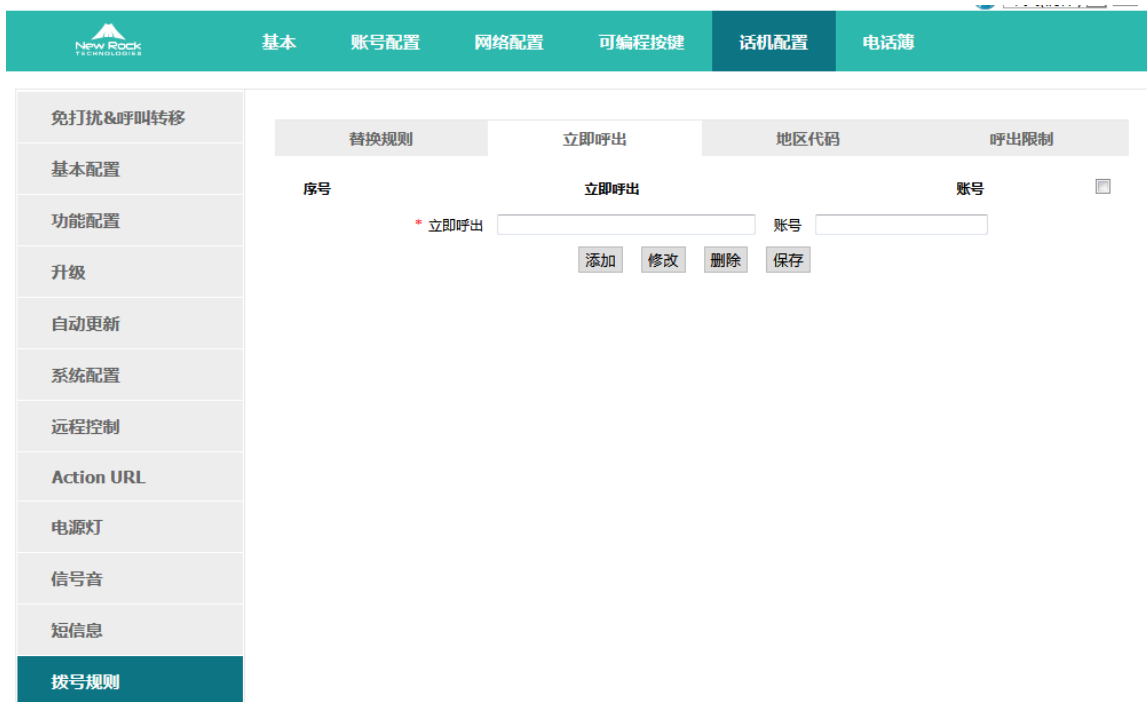 New Rock
TECHNOLOGIES
基本 账号配置 网络配置 可编程按键 话机配置 电话薄
免打扰&呼叫转移
基本配置
功能配置
升级
自动更新
系统配置
远程控制
Action URL
电源灯
信号音
短信息
拨号规则
替换规则 立即呼出 地区代码 呼出限制
序号 立即呼出 账号
* 立即呼出 账号
添加 修改 删除 保存